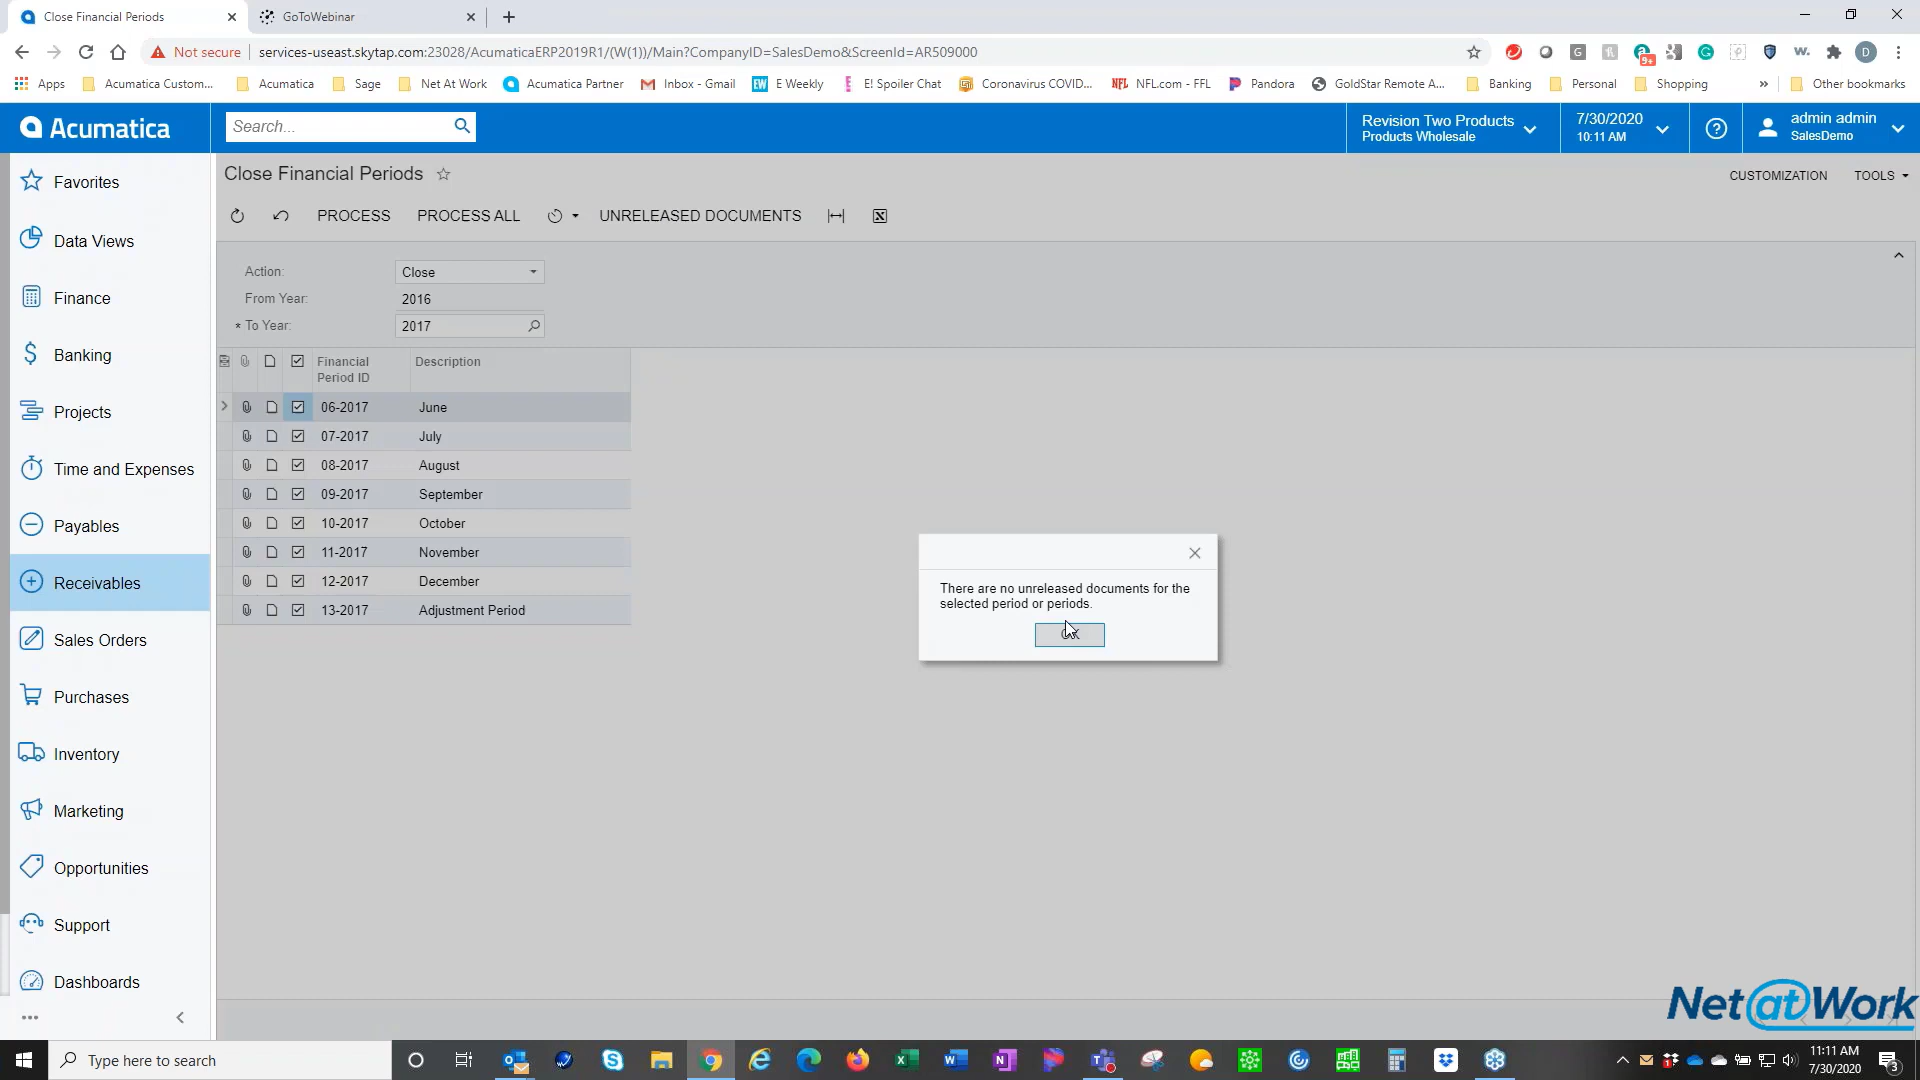 Close Financial Periods
GoToWebinar
Not secure
services-useast.skytap.com:23028/AcumaticaERP2019R1/(W(1))/Main?CompanyID=SalesDemo&ScreenId=AR509000
9+
D
Apps
Acumatica Custom...
Acumatica
Sage
Net At Work
Acumatica Partner
Inbox - Gmail
E Weekly
E! Spoiler Chat
Coronavirus COVID...
NFL.com - FFL
Pandora
GoldStar Remote A...
Banking
Personal
Shopping
»
Other bookmarks
Acumatica
Search...
Revision Two Products
Products Wholesale
7/30/2020
10:11 AM
admin admin
SalesDemo
Favorites
Data Views
Finance
Banking
Projects
Time and Expenses
Payables
Receivables
Sales Orders
Purchases
Inventory
Marketing
Opportunities
Support
Dashboards
Close Financial Periods
CUSTOMIZATION
TOOLS
PROCESS
PROCESS ALL
UNRELEASED DOCUMENTS
Action:
Close
From Year:
2016
* To Year:
2017
Financial
Period ID
Description
06-2017 June
07-2017 July
08-2017 August
09-2017 September
10-2017 October
11-2017 November
12-2017 December
13-2017 Adjustment Period
There are no unreleased documents for the
selected period or periods.
Net at Work
Type here to search
11:11 AM
7/30/2020
3